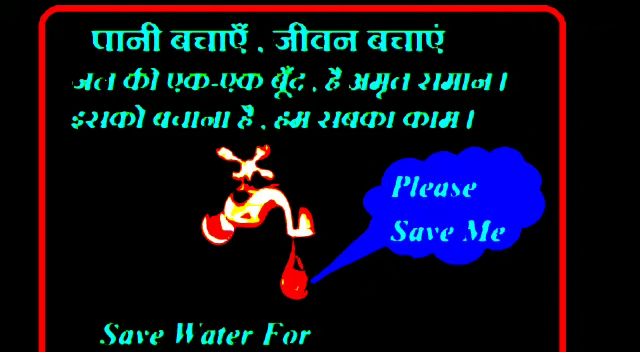 पानी बचाएँ , जीवन बचाएं
जल की एक-एक बूँद , है अमृत समान।
इसको बचाना है , हम सबका काम।
Please
Save Me
Save Water For